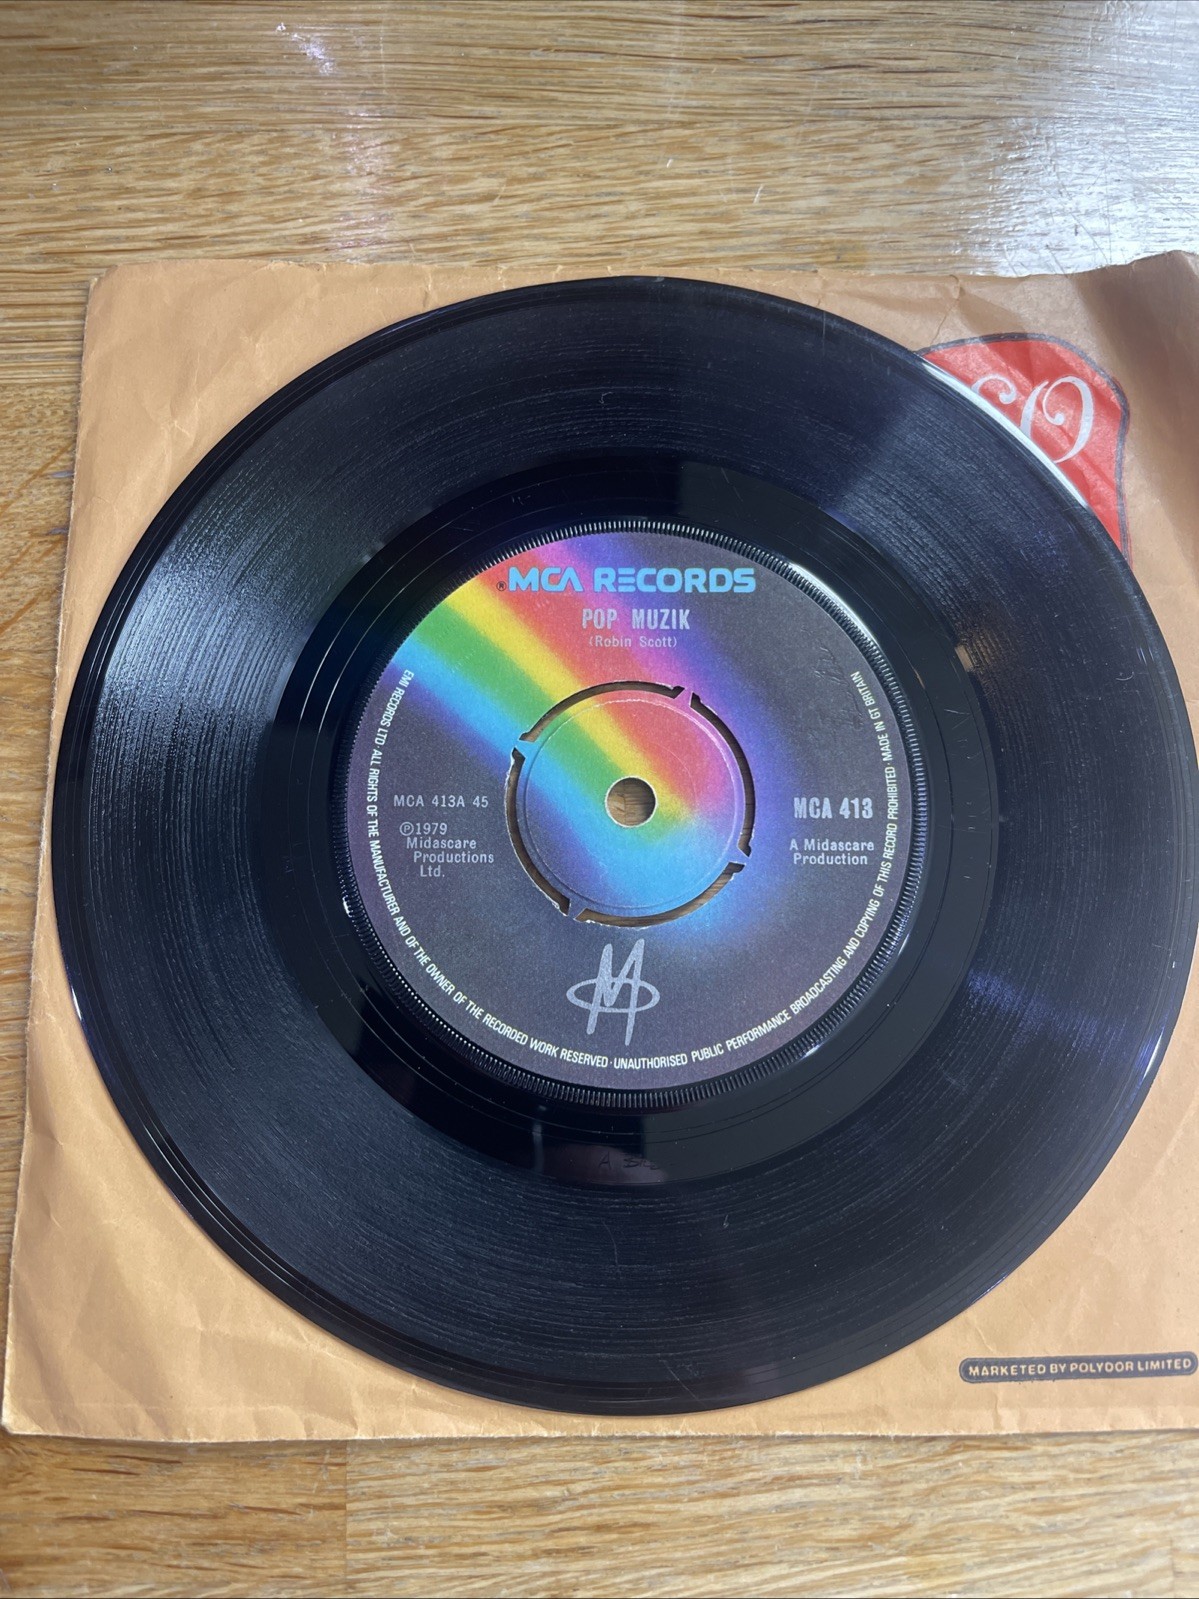 ® MCA RECORDS
POP MUZIK
(Robin Scott)
MCA 413A 45
℗1979
Midascare
Productions
Ltd.
MCA 413
A Midascare
Production
M
EMI RECORDS LTD ALL RIGHTS OF THE MANUFACTURER AND OF THE OWNER OF THE RECORDED WORK RESERVED · UNAUTHORISED PUBLIC PERFORMANCE BROADCASTING AND COPYING OF THIS RECORD PROHIBITED · MADE IN GT BRITAIN
MARKETED BY POLYDOR LIMITED